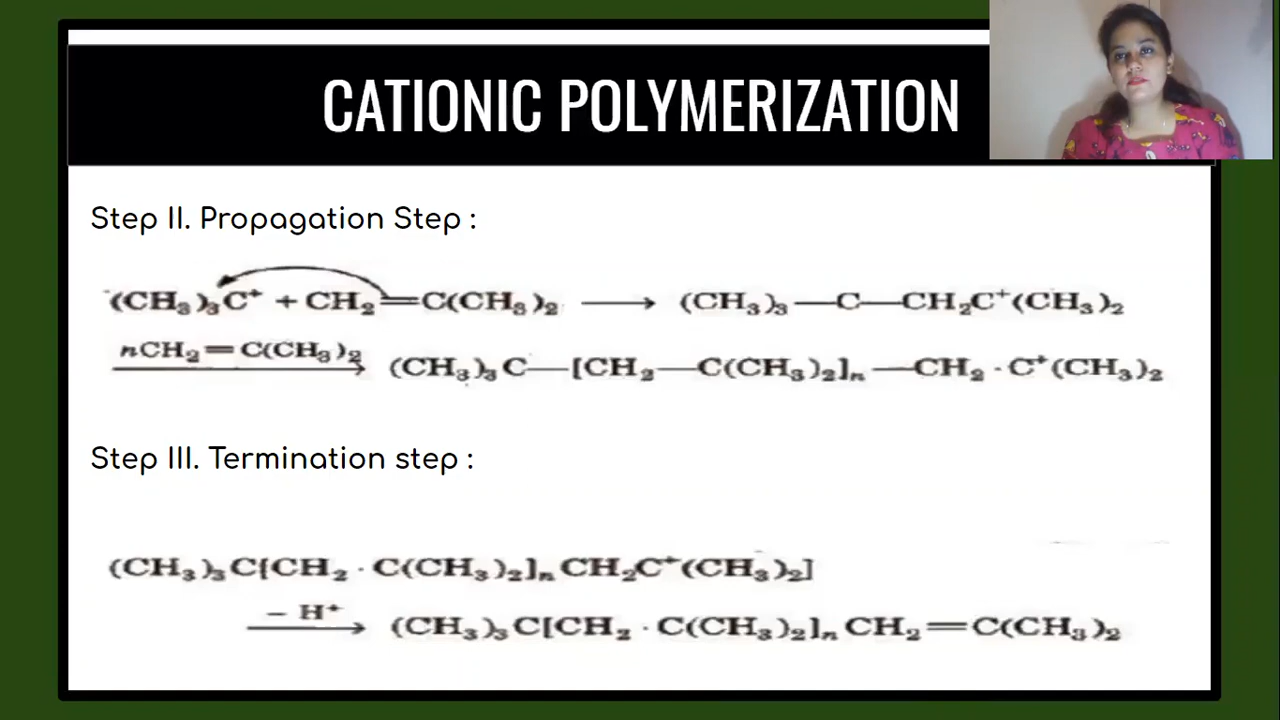 CATIONIC POLYMERIZATION
Step II. Propagation Step :
(CH₃)₃C⁺ + CH₂═C(CH₃)₂ ⟶ (CH₃)₃—C—CH₂C⁺(CH₃)₂
nCH₂═C(CH₃)₂
⟶ (CH₃)₃C—[CH₂—C(CH₃)₂]ₙ—CH₂·C⁺(CH₃)₂
Step III. Termination step :
(CH₃)₃C[CH₂·C(CH₃)₂]ₙCH₂C⁺(CH₃)₂]
– H⁺
⟶ (CH₃)₃C[CH₂·C(CH₃)₂]ₙCH₂═C(CH₃)₂